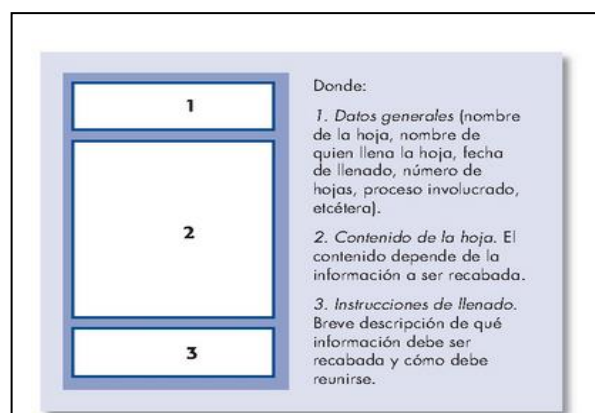 1
2
3
Donde:
1. Datos generales (nombre
de la hoja, nombre de
quien llena la hoja, fecha
de llenado, número de
hojas, proceso involucrado,
etcétera).
2. Contenido de la hoja. El
contenido depende de la
información a ser recabada.
3. Instrucciones de llenado.
Breve descripción de qué
información debe ser
recabada y cómo debe
reunirse.